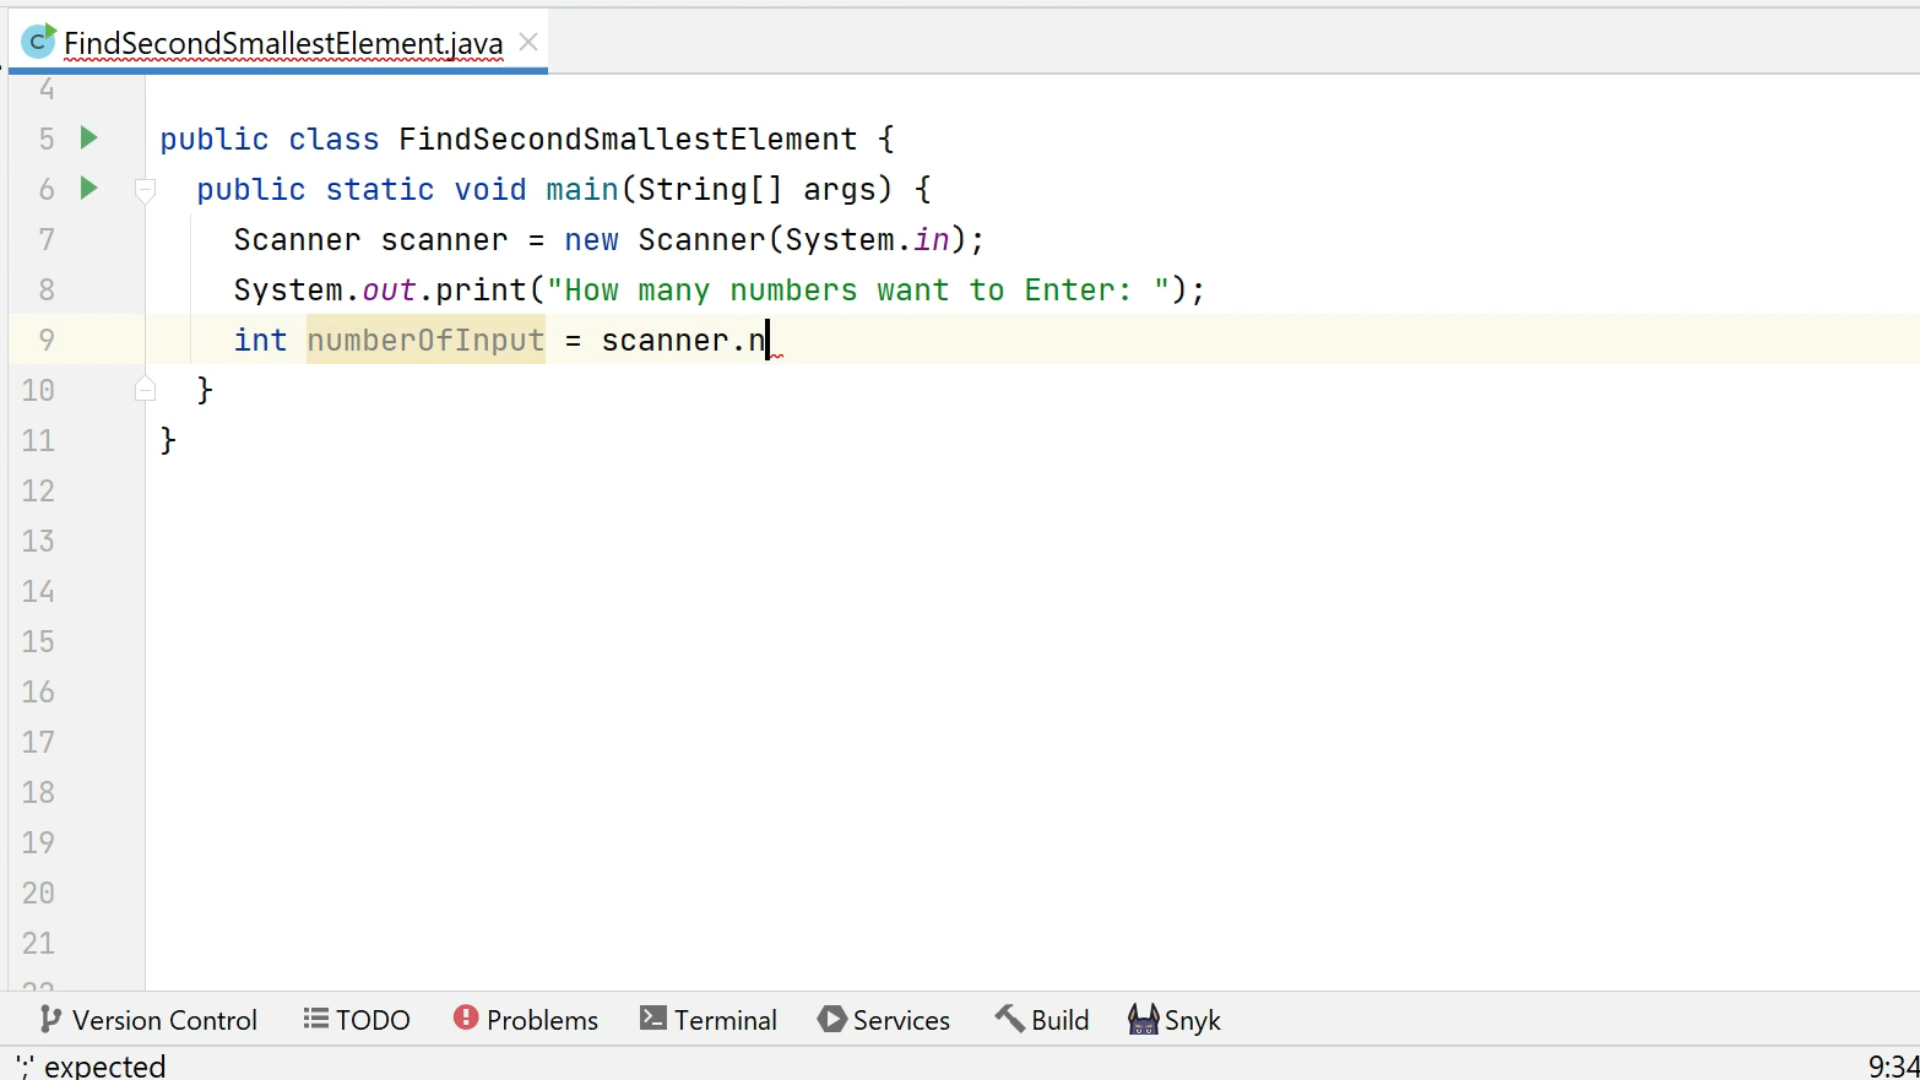 C FindSecondSmallestElement.java
4
5 public class FindSecondSmallestElement {
6 public static void main(String[] args) {
7 Scanner scanner = new Scanner(System.in);
8 System.out.print("How many numbers want to Enter: ");
9 int numberOfInput = scanner.n
10 }
11 }
12
13
14
15
16
17
18
19
20
21
22
Version Control TODO Problems Terminal Services Build Snyk
';' expected 9:34